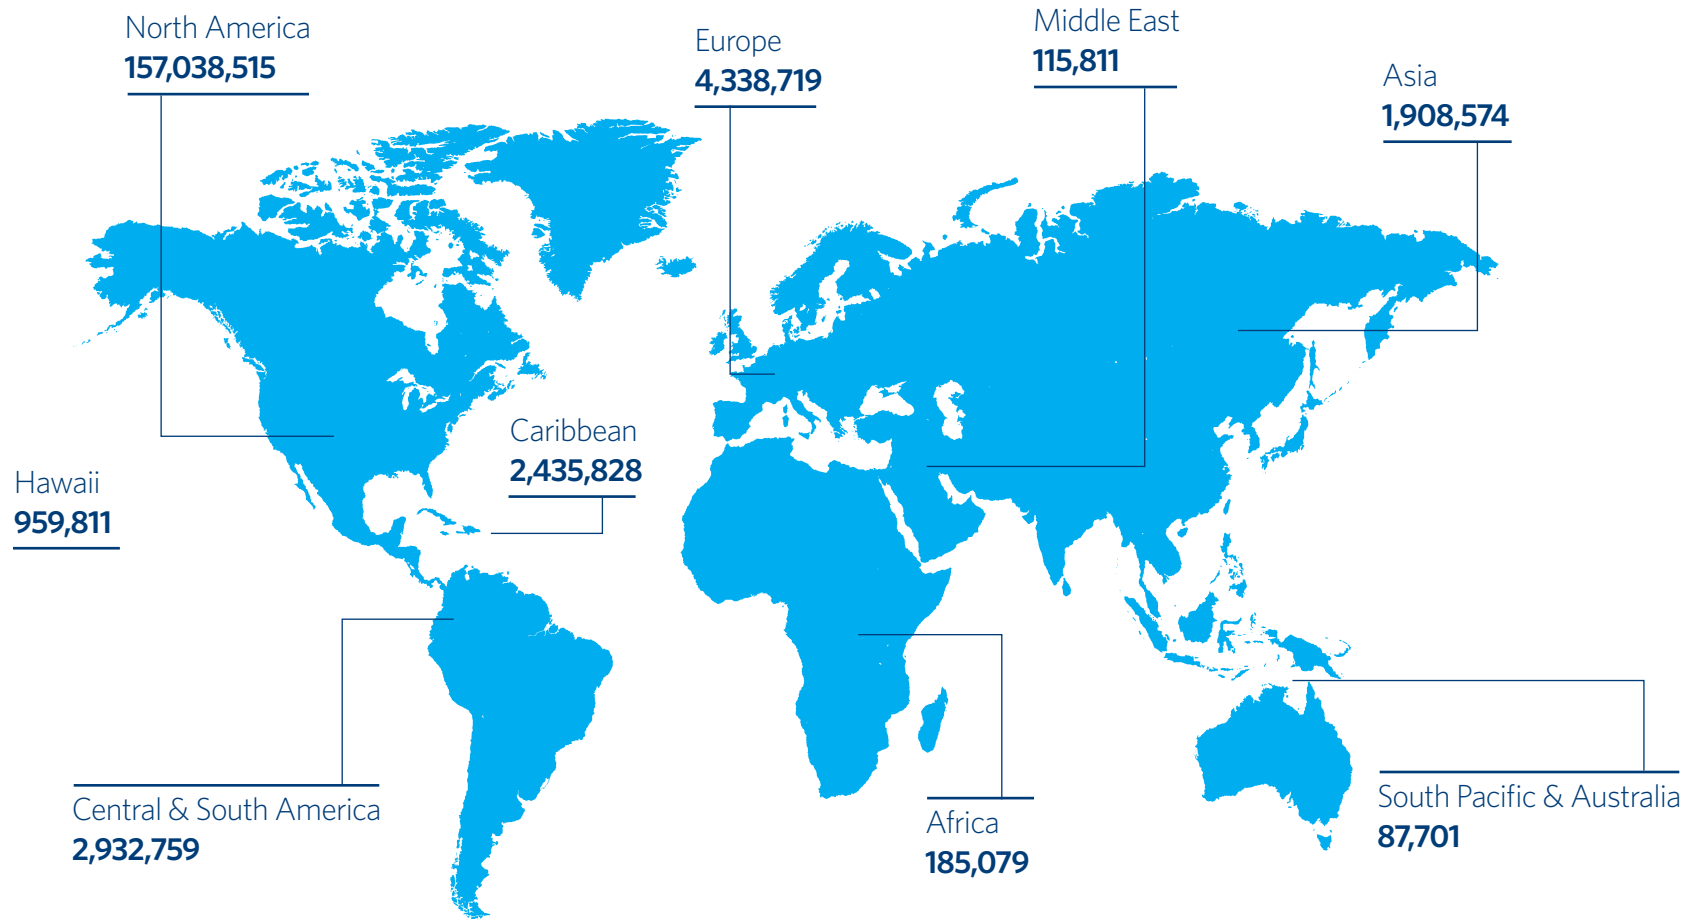 North America
157,038,515
Europe
4,338,719
Middle East
115,811
Asia
1,908,574
Caribbean
2,435,828
Hawaii
959,811
Central & South America
2,932,759
Africa
185,079
South Pacific & Australia
87,701